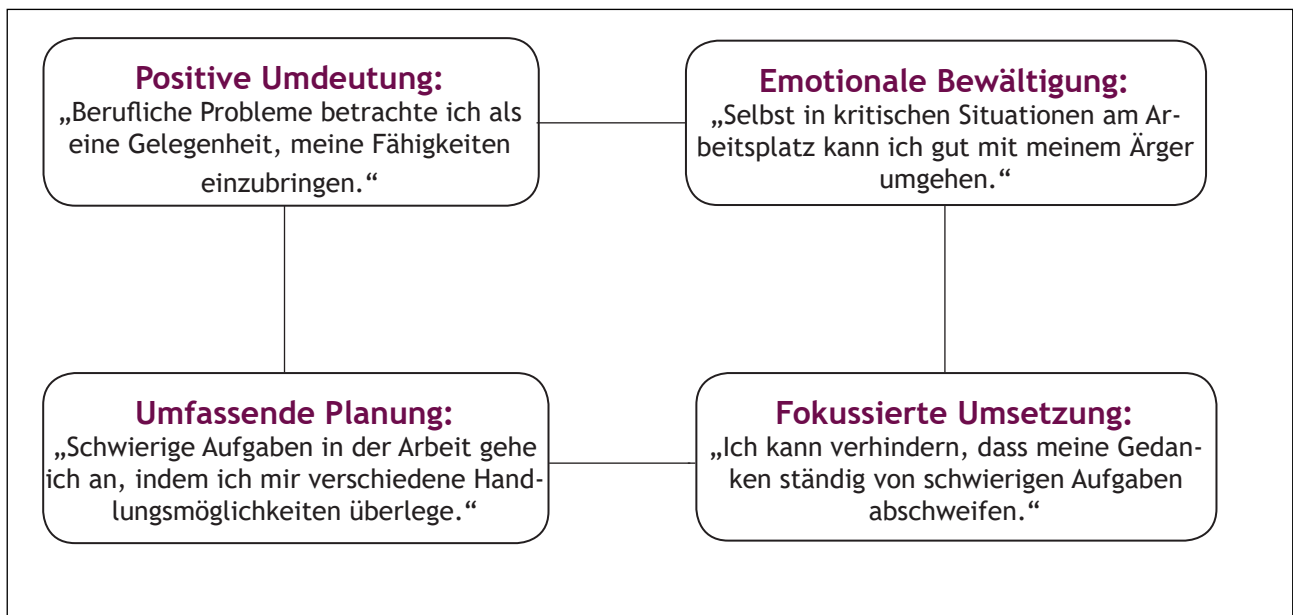 Positive Umdeutung:
„Berufliche Probleme betrachte ich als
eine Gelegenheit, meine Fähigkeiten
einzubringen.“
Emotionale Bewältigung:
„Selbst in kritischen Situationen am Ar-
beitsplatz kann ich gut mit meinem Ärger
umgehen.“
Umfassende Planung:
„Schwierige Aufgaben in der Arbeit gehe
ich an, indem ich mir verschiedene Hand-
lungsmöglichkeiten überlege.“
Fokussierte Umsetzung:
„Ich kann verhindern, dass meine Gedan-
ken ständig von schwierigen Aufgaben
abschweifen.“